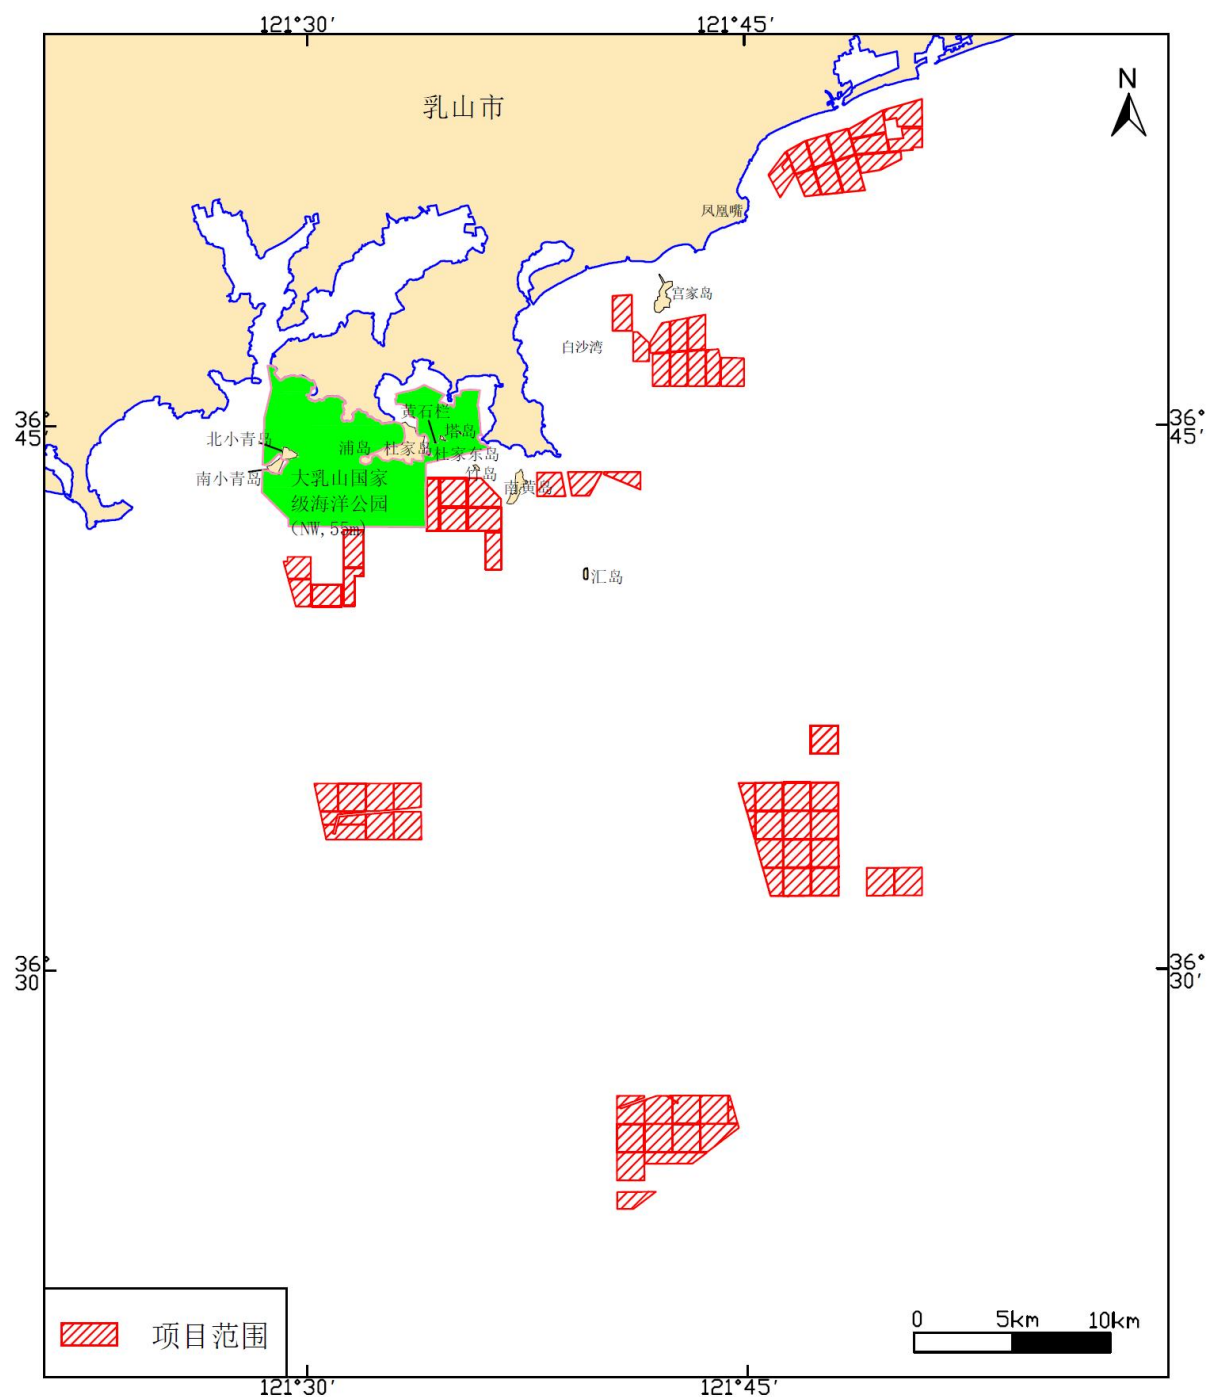 121°30′
121°45′
N
乳山市
凤凰嘴
宫家岛
白沙湾
36°
45′
36°
45′
黄石栏
北小青岛
塔岛
浦岛
杜家岛
杜家东岛
南小青岛
竹岛
大乳山国家
南黄岛
级海洋公园
(NW,55m)
汇岛
36°
30′
36°
30′
项目范围
0
5km
10km
121°30′
121°45′